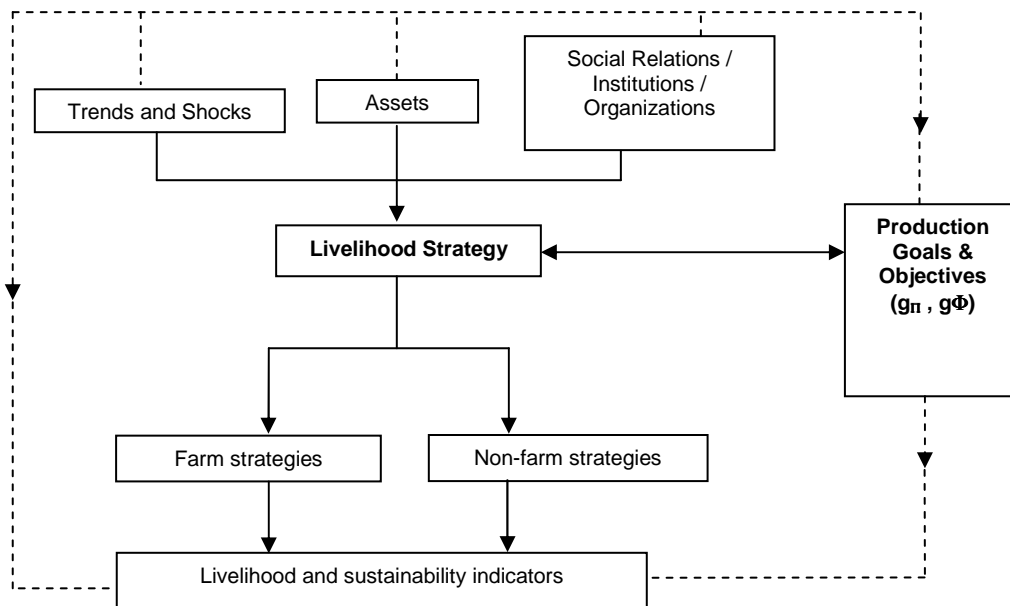 Social Relations /
Institutions /
Organizations
Assets
Trends and Shocks
Livelihood Strategy
Production
Goals &
Objectives
(gπ , gΦ)
Farm strategies
Non-farm strategies
Livelihood and sustainability indicators